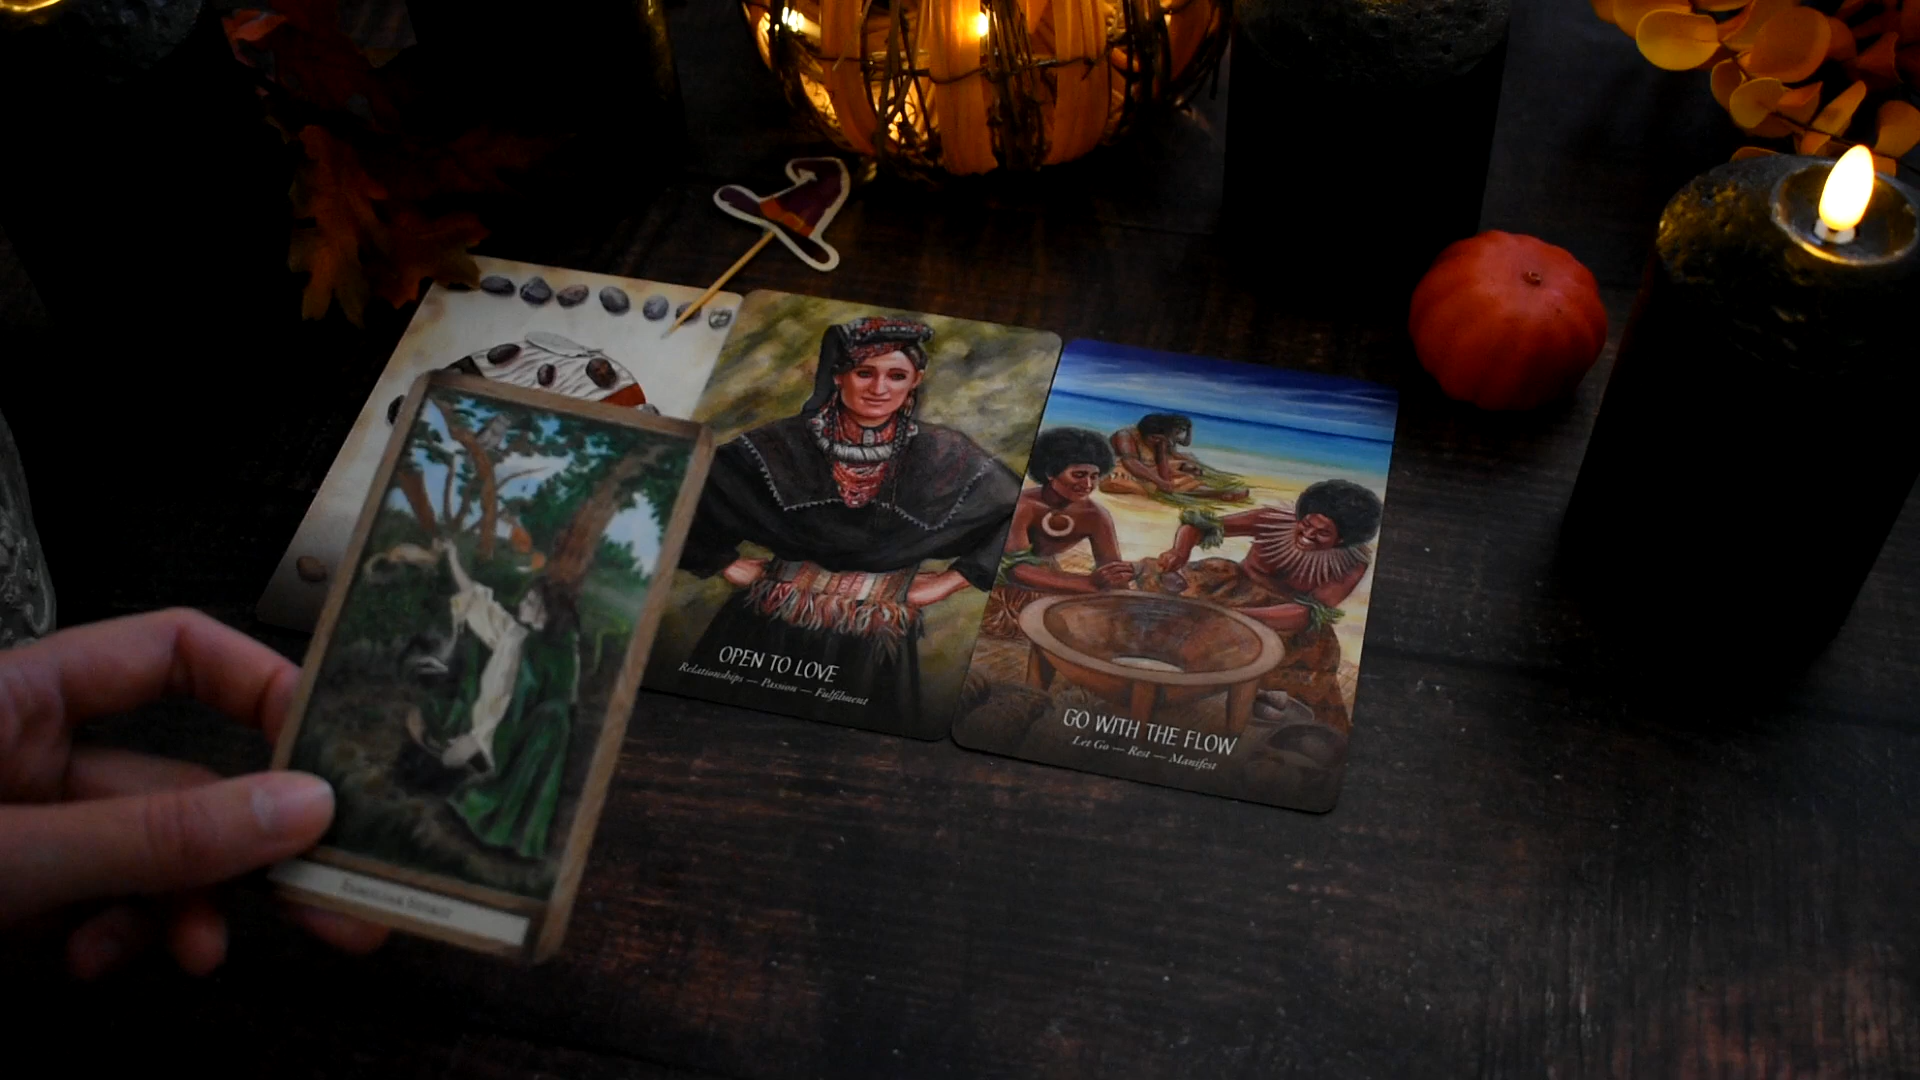 OPEN TO LOVE
Relationships — Passion — Fulfilment
GO WITH THE FLOW
Let Go — Rest — Manifest